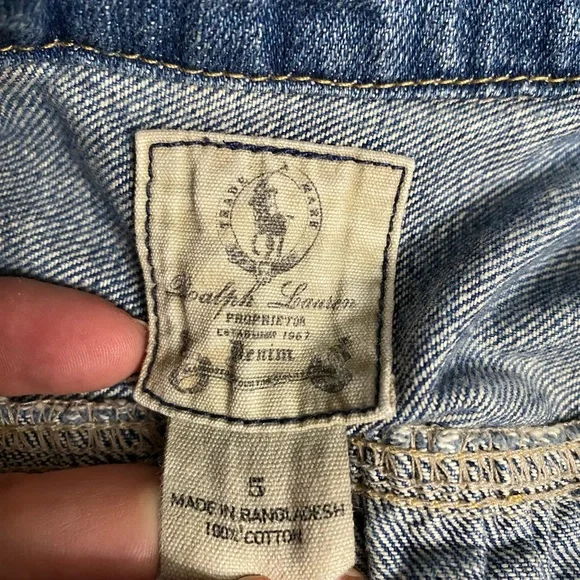 TRADE MARK
Ralph Lauren
PROPRIETOR
ESTABLISHED 1967
Denim
5
MADE IN BANGLADESH
100% COTTON